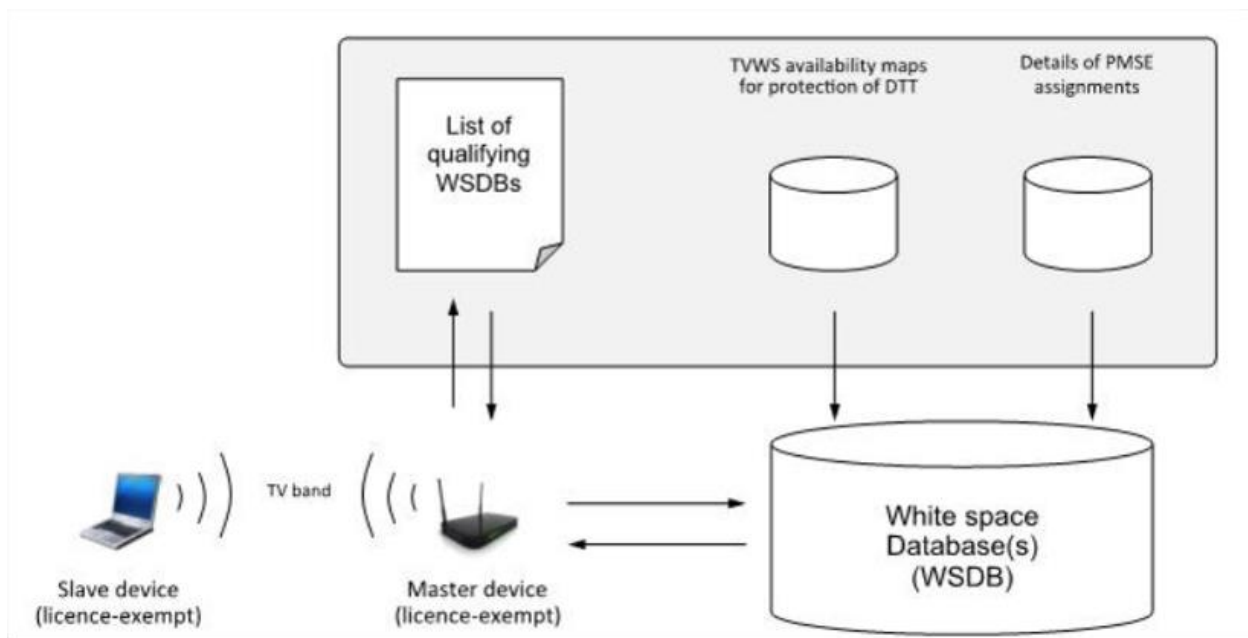 List of
qualifying
WSDBs
TVWS availability maps
for protection of DTT
Details of PMSE
assignments
TV band
White space
Database(s)
(WSDB)
Slave device
(licence-exempt)
Master device
(licence-exempt)